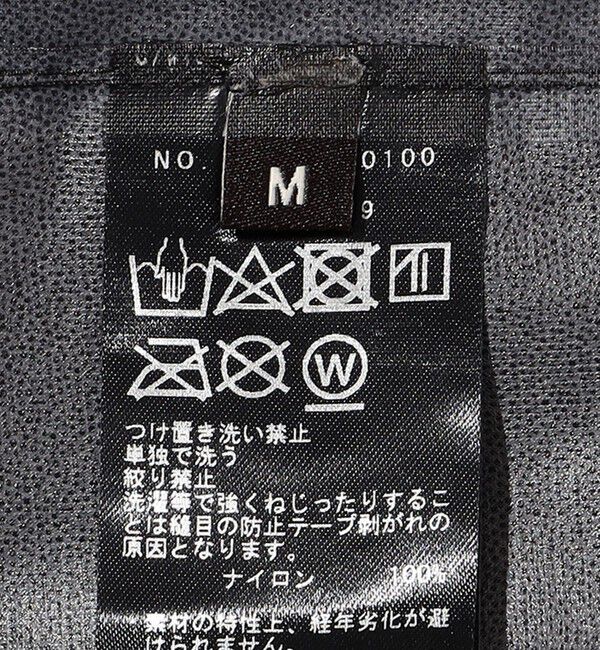 NO. 0100
M
9
W
つけ置き洗い禁止
単独で洗う
絞り禁止
洗濯等で強くねじったりするこ
とは縫目の防止テープ剥がれの
原因となります。
ナイロン 100%
素材の特性上、経年劣化が避
けられません。